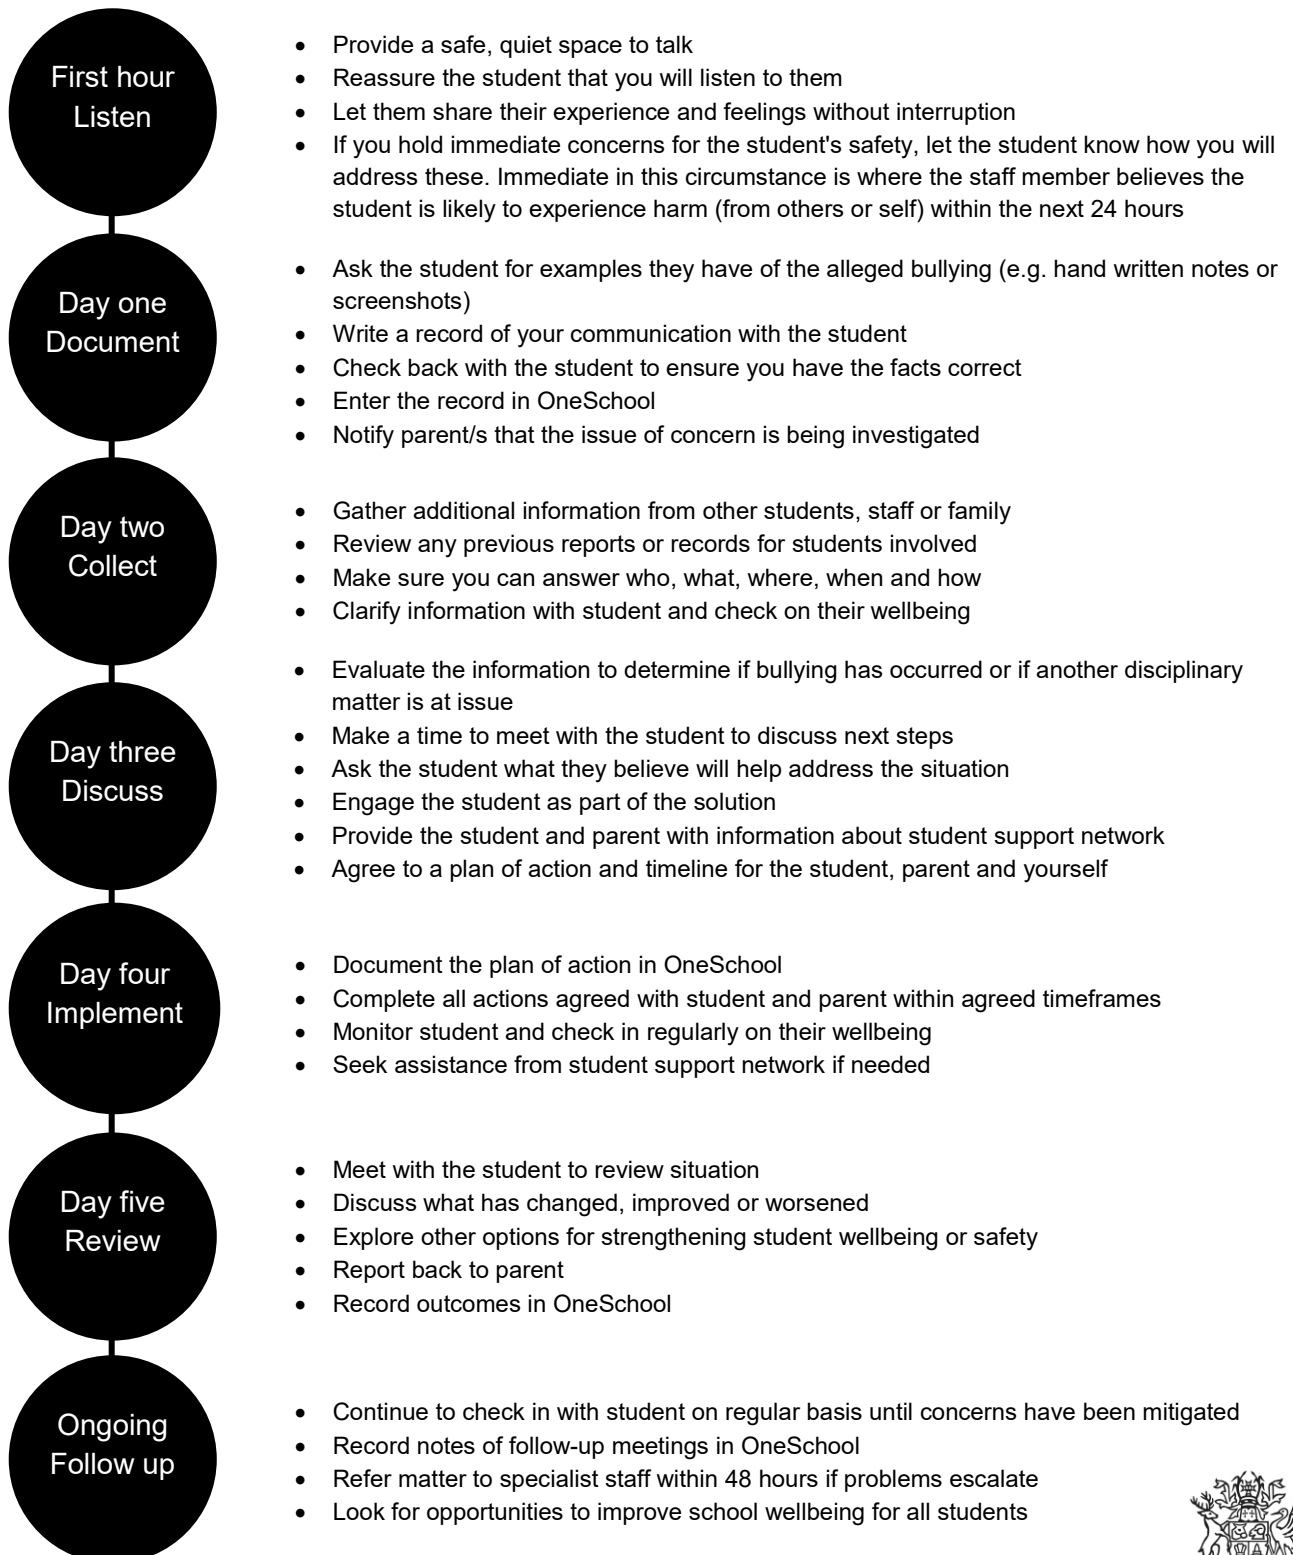 First hour
Listen
• Provide a safe, quiet space to talk
• Reassure the student that you will listen to them
• Let them share their experience and feelings without interruption
• If you hold immediate concerns for the student's safety, let the student know how you will
address these. Immediate in this circumstance is where the staff member believes the
student is likely to experience harm (from others or self) within the next 24 hours
Day one
Document
• Ask the student for examples they have of the alleged bullying (e.g. hand written notes or
screenshots)
• Write a record of your communication with the student
• Check back with the student to ensure you have the facts correct
• Enter the record in OneSchool
• Notify parent/s that the issue of concern is being investigated
Day two
Collect
• Gather additional information from other students, staff or family
• Review any previous reports or records for students involved
• Make sure you can answer who, what, where, when and how
• Clarify information with student and check on their wellbeing
Day three
Discuss
• Evaluate the information to determine if bullying has occurred or if another disciplinary
matter is at issue
• Make a time to meet with the student to discuss next steps
• Ask the student what they believe will help address the situation
• Engage the student as part of the solution
• Provide the student and parent with information about student support network
• Agree to a plan of action and timeline for the student, parent and yourself
Day four
Implement
• Document the plan of action in OneSchool
• Complete all actions agreed with student and parent within agreed timeframes
• Monitor student and check in regularly on their wellbeing
• Seek assistance from student support network if needed
Day five
Review
• Meet with the student to review situation
• Discuss what has changed, improved or worsened
• Explore other options for strengthening student wellbeing or safety
• Report back to parent
• Record outcomes in OneSchool
Ongoing
Follow up
• Continue to check in with student on regular basis until concerns have been mitigated
• Record notes of follow-up meetings in OneSchool
• Refer matter to specialist staff within 48 hours if problems escalate
• Look for opportunities to improve school wellbeing for all students